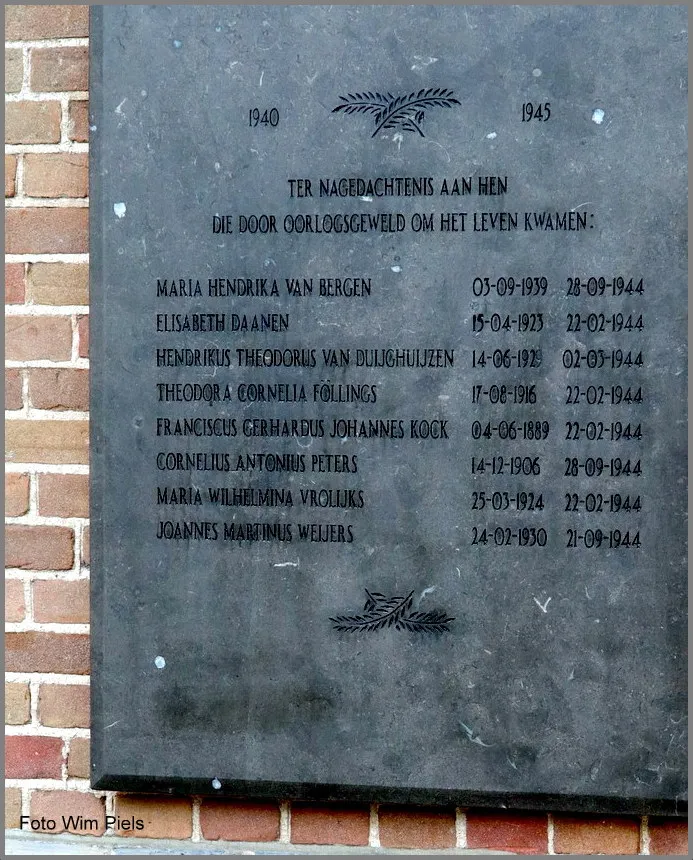 1940 1945
TER NAGEDACHTENIS AAN HEN
DIE DOOR OORLOGSGEWELD OM HET LEVEN KWAMEN:
MARIA HENDRIKA VAN BERGEN 03-09-1939 28-09-1944
ELISABETH DAANEN 15-04-1923 22-02-1944
HENDRIKUS THEODORUS VAN DUIJGHUIJZEN 14-06-1929 02-03-1944
THEODORA CORNELIA FÖLLINGS 17-08-1916 22-02-1944
FRANCISCUS GERHARDUS JOHANNES KOCK 04-06-1889 22-02-1944
CORNELIUS ANTONIUS PETERS 14-12-1906 28-09-1944
MARIA WILHELMINA VROLIJKS 25-03-1924 22-02-1944
JOANNES MARTINUS WEIJERS 24-02-1930 21-09-1944
Foto Wim Piels